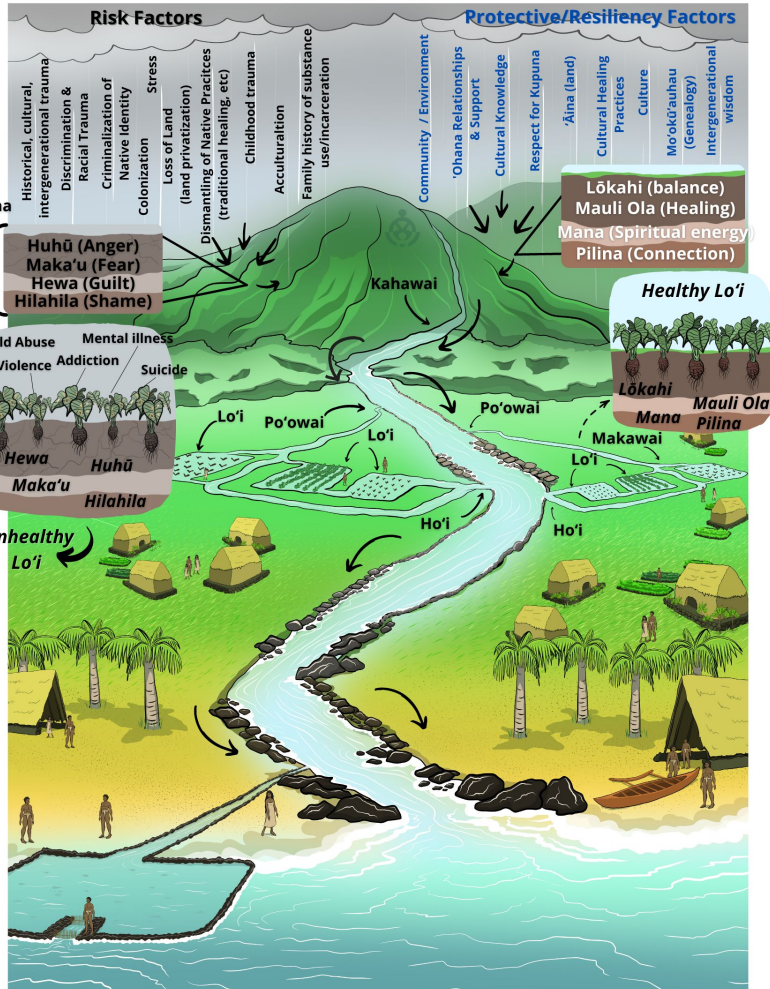 Risk Factors
Protective/Resiliency Factors
Historical, cultural,
intergenerational trauma
Discrimination &
Racial Trauma
Criminalization of
Native Identity
Colonization
Stress
Loss of Land
(land privatization)
Dismantling of Native Pracitces
(traditional healing, etc)
Childhood trauma
Acculturaltion
Family history of substance
use/incarceration
Community / Environment
'Ohana Relationships
& Support
Cultural Knowledge
Respect for Kupuna
ʻĀina (land)
Cultural Healing
Practices
Culture
Moʻokūʻauhau
(Genealogy)
Intergenerational
wisdom
Huhū (Anger)
Makaʻu (Fear)
Hewa (Guilt)
Hilahila (Shame)
Lōkahi (balance)
Mauli Ola (Healing)
Mana (Spiritual energy)
Pilina (Connection)
Kahawai
Healthy Loʻi
Lōkahi
Mauli Ola
Mana
Pilina
Abuse
Mental illness
Violence
Addiction
Suicide
Hewa
Huhū
Makaʻu
Hilahila
Loʻi
Poʻowai
Loʻi
Poʻowai
Makawai
Loʻi
Hoʻi
Hoʻi
Loʻi